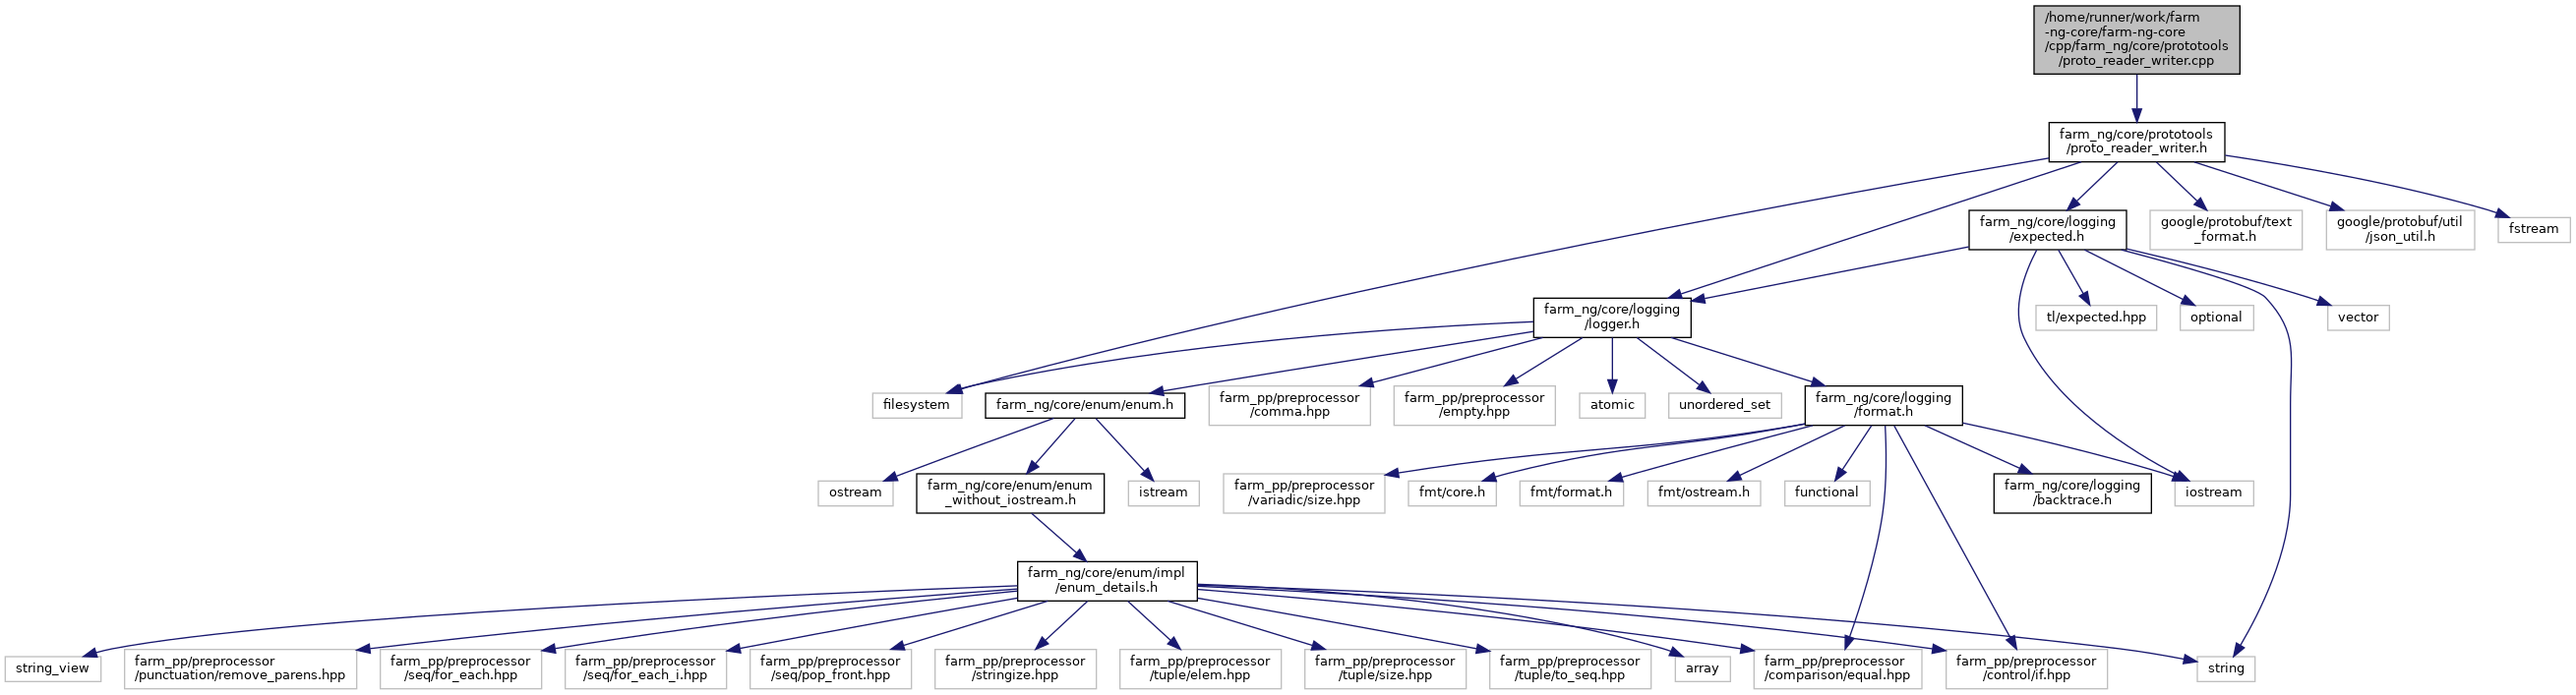 /home/runner/work/farm
-ng-core/farm-ng-core
/cpp/farm_ng/core/prototools
/proto_reader_writer.cpp
farm_ng/core/prototools
/proto_reader_writer.h
farm_ng/core/logging
/expected.h
google/protobuf/text
_format.h
google/protobuf/util
/json_util.h
fstream
farm_ng/core/logging
/logger.h
tl/expected.hpp
optional
vector
filesystem
farm_ng/core/enum/enum.h
farm_pp/preprocessor
/comma.hpp
farm_pp/preprocessor
/empty.hpp
atomic
unordered_set
farm_ng/core/logging
/format.h
ostream
farm_ng/core/enum/enum
_without_iostream.h
istream
farm_pp/preprocessor
/variadic/size.hpp
fmt/core.h
fmt/format.h
fmt/ostream.h
functional
farm_ng/core/logging
/backtrace.h
iostream
farm_ng/core/enum/impl
/enum_details.h
string_view
farm_pp/preprocessor
/punctuation/remove_parens.hpp
farm_pp/preprocessor
/seq/for_each.hpp
farm_pp/preprocessor
/seq/for_each_i.hpp
farm_pp/preprocessor
/seq/pop_front.hpp
farm_pp/preprocessor
/stringize.hpp
farm_pp/preprocessor
/tuple/elem.hpp
farm_pp/preprocessor
/tuple/size.hpp
farm_pp/preprocessor
/tuple/to_seq.hpp
array
farm_pp/preprocessor
/comparison/equal.hpp
farm_pp/preprocessor
/control/if.hpp
string